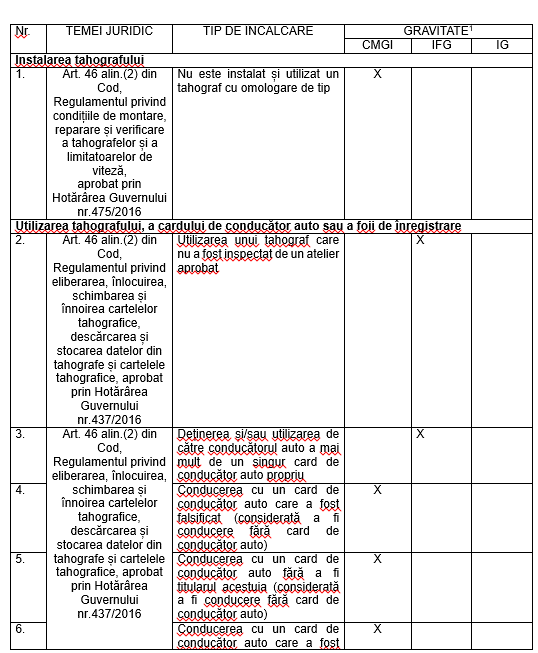 Nr.
TEMEI JURIDIC
TIP DE INCALCARE
GRAVITATE¹
CMGI
IFG
IG
Instalarea tahografului
1.
Art. 46 alin.(2) din
Cod,
Regulamentul privind
condițiile de montare,
reparare și verificare
a tahografelor și a
limitatoarelor de
viteză,
aprobat prin
Hotărârea Guvernului
nr.475/2016
Nu este instalat și utilizat un
tahograf cu omologare de tip
X
Utilizarea tahografului, a cardului de conducător auto sau a foii de înregistrare
2.
Art. 46 alin.(2) din
Cod,
Regulamentul privind
eliberarea, înlocuirea,
schimbarea și
înnoirea cartelelor
tahografice,
descărcarea și
stocarea datelor din
tahografe și cartelele
tahografice, aprobat
prin Hotărârea
Guvernului
nr.437/2016
Utilizarea unui tahograf care
nu a fost inspectat de un atelier
aprobat
X
3.
Art. 46 alin.(2) din
Cod,
Regulamentul privind
eliberarea, înlocuirea,
schimbarea și
înnoirea cartelelor
tahografice,
descărcarea și
stocarea datelor din
tahografe și cartelele
tahografice, aprobat
prin Hotărârea
Guvernului
nr.437/2016
Deținerea și/sau utilizarea de
către conducătorul auto a mai
mult de un singur card de
conducător auto propriu
X
4.
Conducerea cu un card de
conducător auto care a fost
falsificat (considerată a fi
conducere fără card de
conducător auto)
X
5.
Conducerea cu un card de
conducător auto fără a fi
titularul acestuia (considerată
a fi conducere fără card de
conducător auto)
X
6.
Conducerea cu un card de
conducător auto care a fost
X